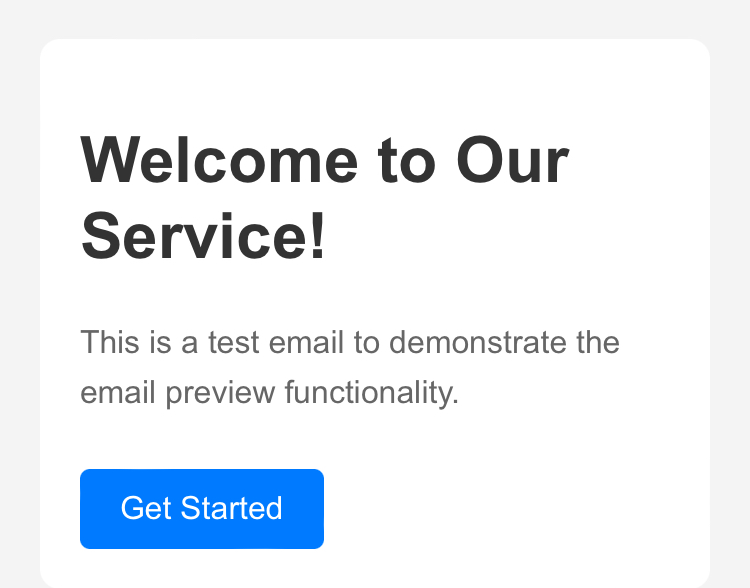 Welcome to Our
Service!
This is a test email to demonstrate the
email preview functionality.
Get Started